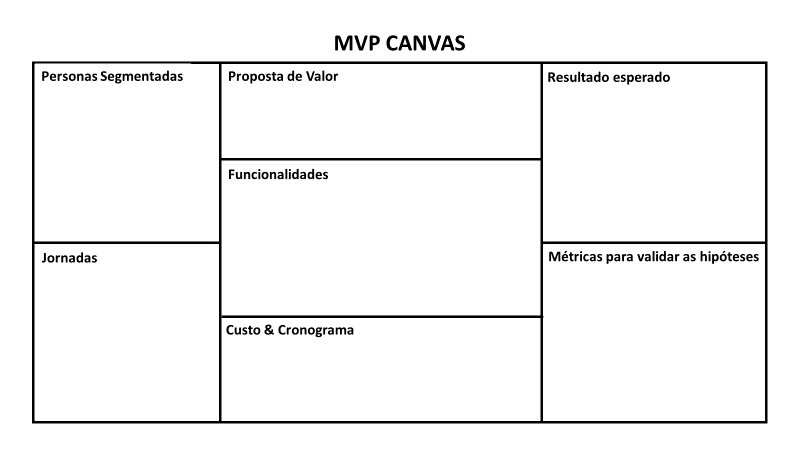 MVP CANVAS
Personas Segmentadas
Proposta de Valor
Resultado esperado
Funcionalidades
Jornadas
Métricas para validar as hipóteses
Custo & Cronograma